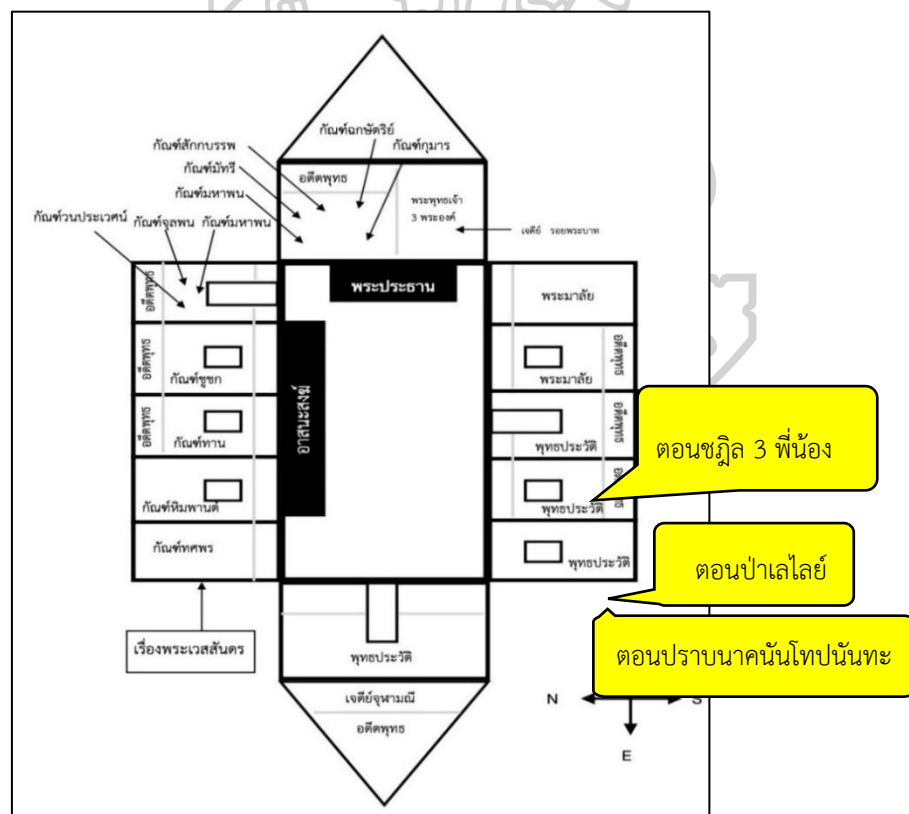 กัณฑ์ฉกษัตริย์
กัณฑ์สักกบรรพ
กัณฑ์กุมาร
กัณฑ์มัทรี
อดีตพุทธ
กัณฑ์มหาพน
พระพุทธเจ้า
3 พระองค์
กัณฑ์วนประเวศน์
กัณฑ์จุลพน
กัณฑ์มหาพน
เจดีย์ รอยพระบาท
อดีตพุทธ
พระประธาน
พระมาลัย
อดีตพุทธ
กัณฑ์ชูชก
อาสนะสงฆ์
พระมาลัย
อดีตพุทธ
อดีตพุทธ
กัณฑ์ทาน
พุทธประวัติ
อดีตพุทธ
ตอนชฎิล 3 พี่น้อง
กัณฑ์หิมพานต์
พุทธประวัติ
กัณฑ์ทศพร
พุทธประวัติ
ตอนป่าเลไลย์
เรื่องพระเวสสันดร
พุทธประวัติ
ตอนปราบนาคนันโทปนันทะ
เจดีย์จุฬามณี
อดีตพุทธ
N
S
E